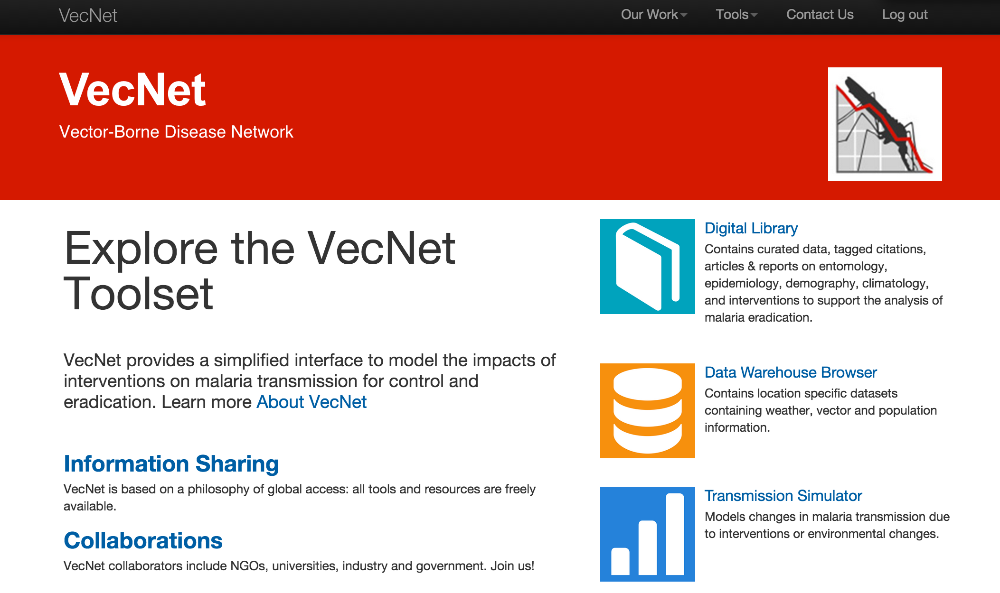 VecNet
Our Work
Tools
Contact Us
Log out
VecNet
Vector-Borne Disease Network
Explore the VecNet
Toolset
VecNet provides a simplified interface to model the impacts of
interventions on malaria transmission for control and
eradication. Learn more About VecNet
Information Sharing
VecNet is based on a philosophy of global access: all tools and resources are freely
available.
Collaborations
VecNet collaborators include NGOs, universities, industry and government. Join us!
Digital Library
Contains curated data, tagged citations,
articles & reports on entomology,
epidemiology, demography, climatology,
and interventions to support the analysis of
malaria eradication.
Data Warehouse Browser
Contains location specific datasets
containing weather, vector and population
information.
Transmission Simulator
Models changes in malaria transmission due
to interventions or environmental changes.